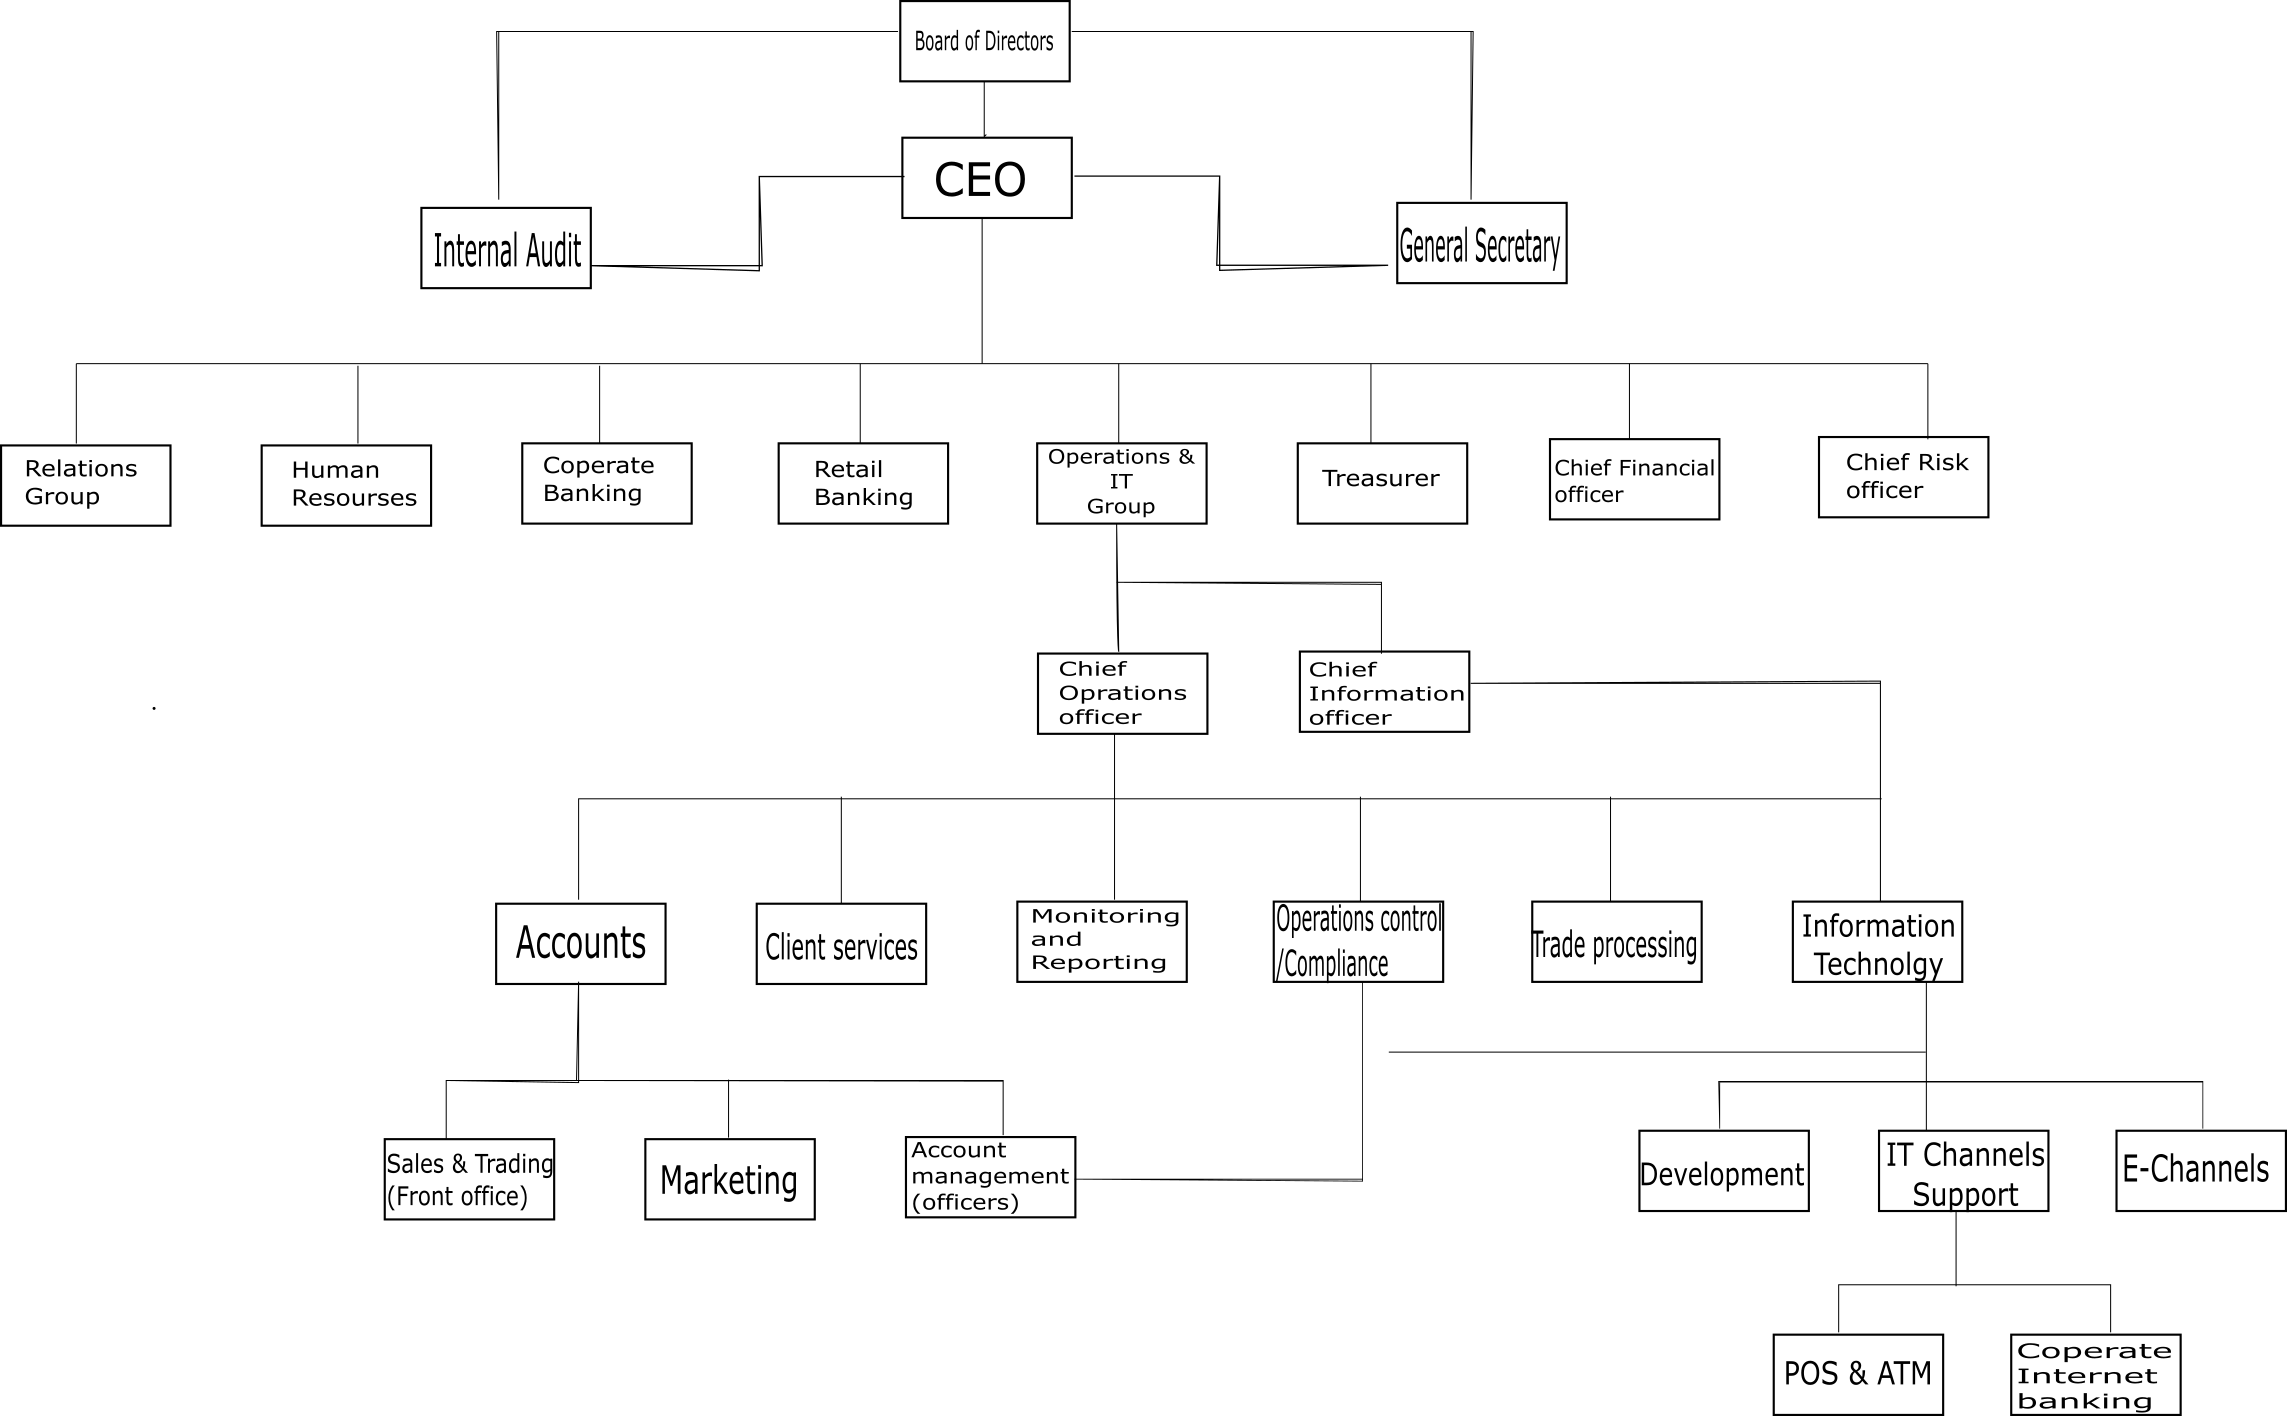 Board of Directors
CEO
Internal Audit
General Secretary
Relations
Group
Human
Resourses
Coperate
Banking
Retail
Banking
Operations &
IT
Group
Treasurer
Chief Financial
officer
Chief Risk
officer
Chief
Oprations
officer
Chief
Information
officer
Accounts
Client services
Monitoring
and
Reporting
Operations control
/Compliance
Trade processing
Information
Technolgy
Sales & Trading
(Front office)
Marketing
Account
management
(officers)
Development
IT Channels
Support
E-Channels
POS & ATM
Coperate
Internet
banking